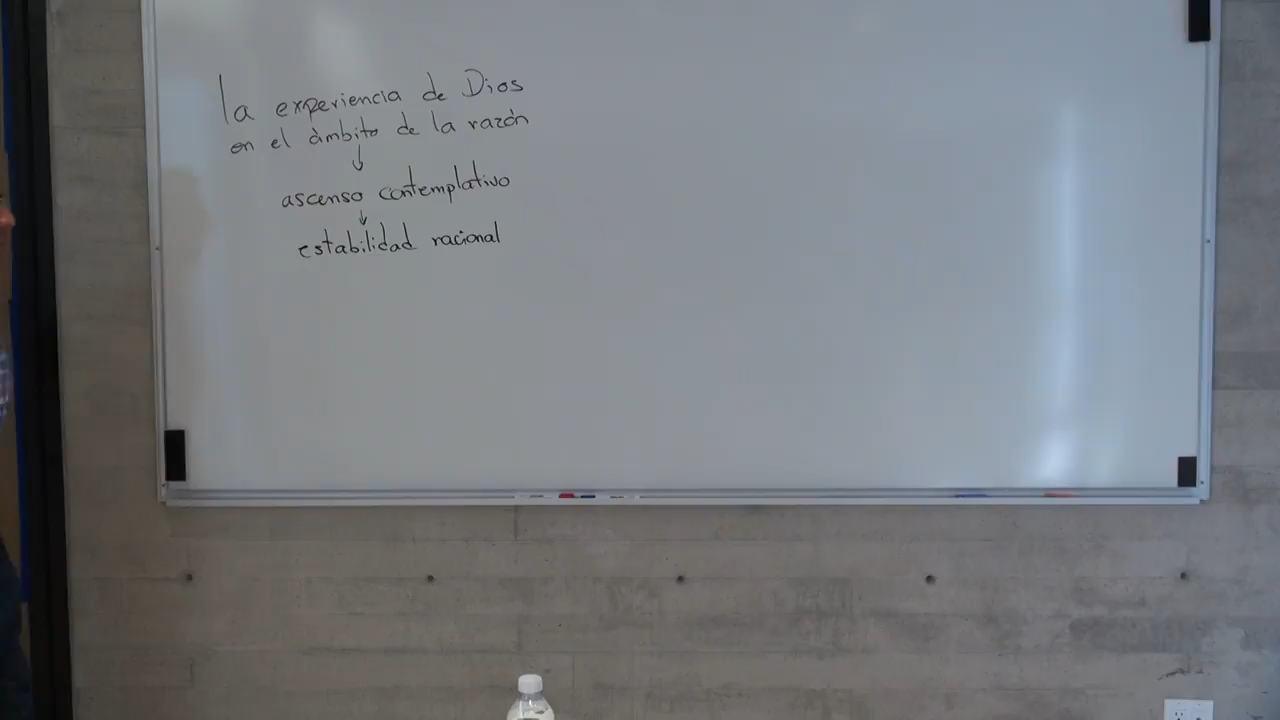 la experiencia de Dios
en el ámbito de la razón
↓
ascenso contemplativo
↓
estabilidad racional